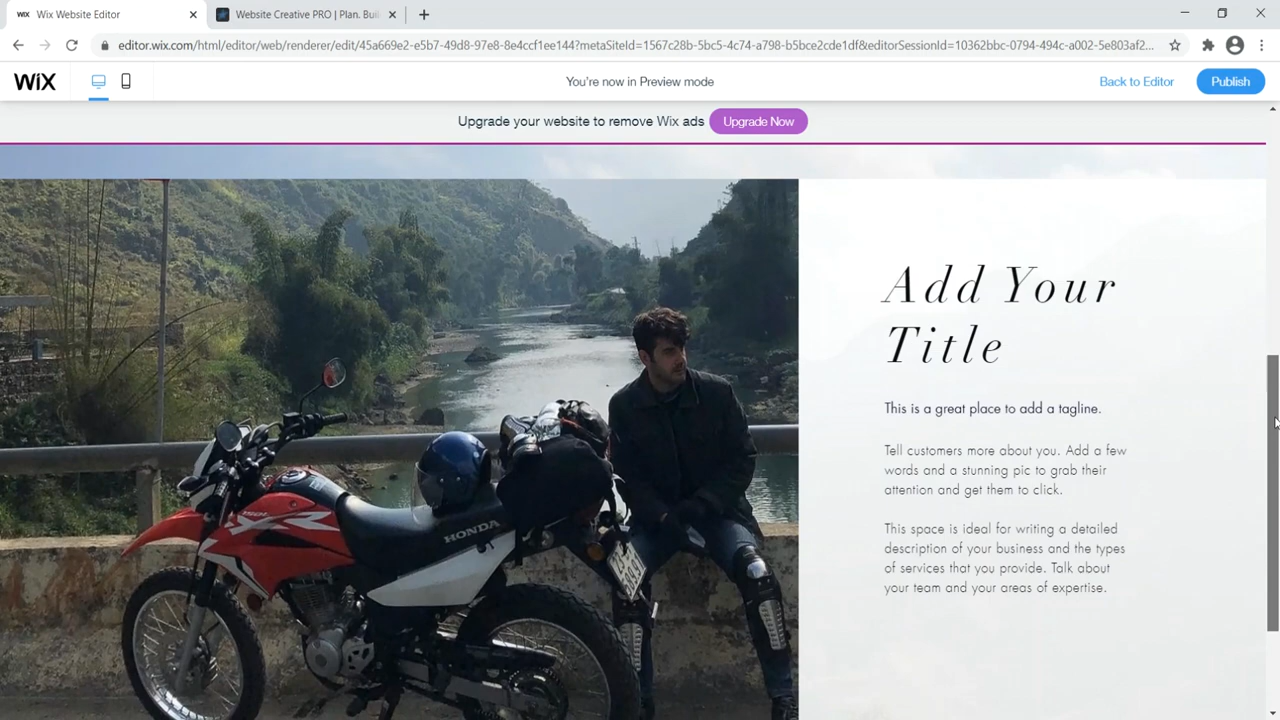 WIX Wix Website Editor
Website Creative PRO | Plan. Buil
editor.wix.com/html/editor/web/renderer/edit/45a669e2-e5b7-49d8-97e8-8e4ccf1ee144?metaSiteId=1567c28b-5bc5-4c74-a798-b5bce2cde1df&editorSessionId=10362bbc-0794-494c-a002-5e803af2...
WiX
You're now in Preview mode
Back to Editor
Publish
Upgrade your website to remove Wix ads
Upgrade Now
Add Your
Title
This is a great place to add a tagline.
Tell customers more about you. Add a few
words and a stunning pic to grab their
attention and get them to click.
This space is ideal for writing a detailed
description of your business and the types
of services that you provide. Talk about
your team and your areas of expertise.
HONDA